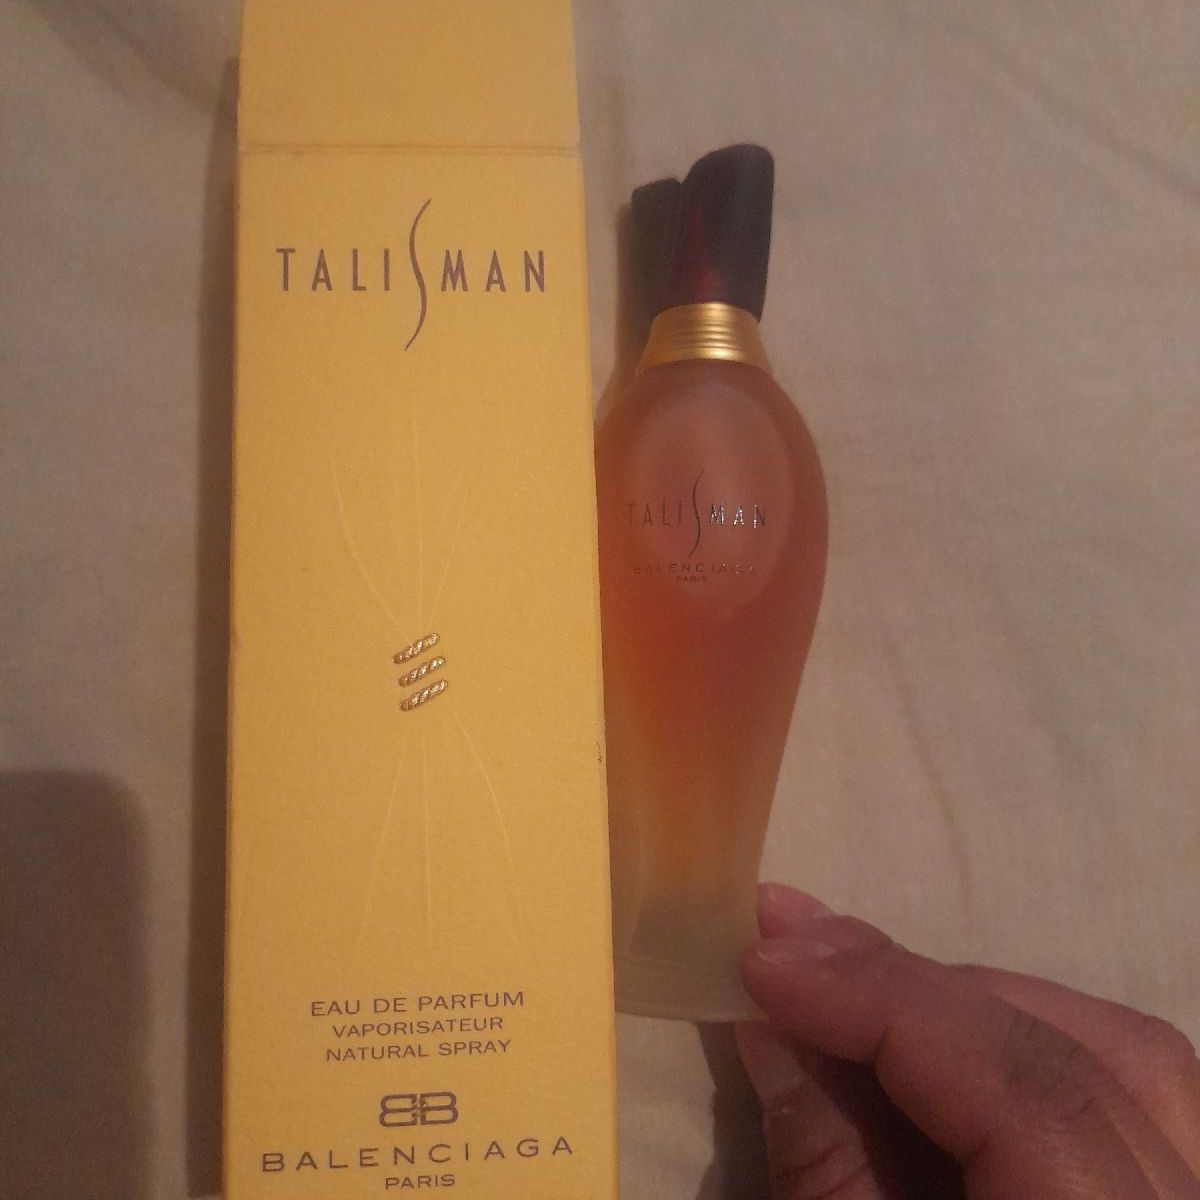 TALISMAN
EAU DE PARFUM
VAPORISATEUR
NATURAL SPRAY
BB
BALENCIAGA
PARIS
TALISMAN
BALENCIAGA
PARIS